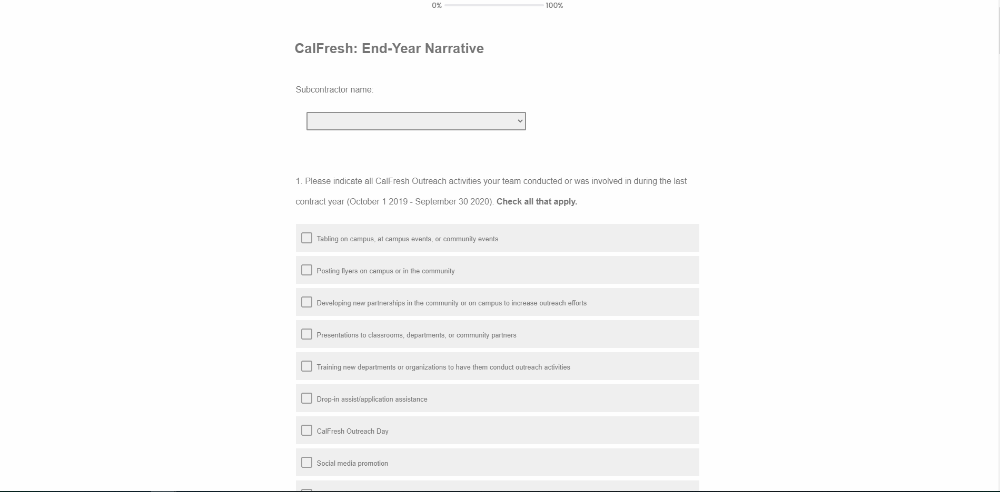 0% 100%
CalFresh: End-Year Narrative
Subcontractor name:
1. Please indicate all CalFresh Outreach activities your team conducted or was involved in during the last
contract year (October 1 2019 - September 30 2020). Check all that apply.
Tabling on campus, at campus events, or community events
Posting flyers on campus or in the community
Developing new partnerships in the community or on campus to increase outreach efforts
Presentations to classrooms, departments, or community partners
Training new departments or organizations to have them conduct outreach activities
Drop-in assist/application assistance
CalFresh Outreach Day
Social media promotion